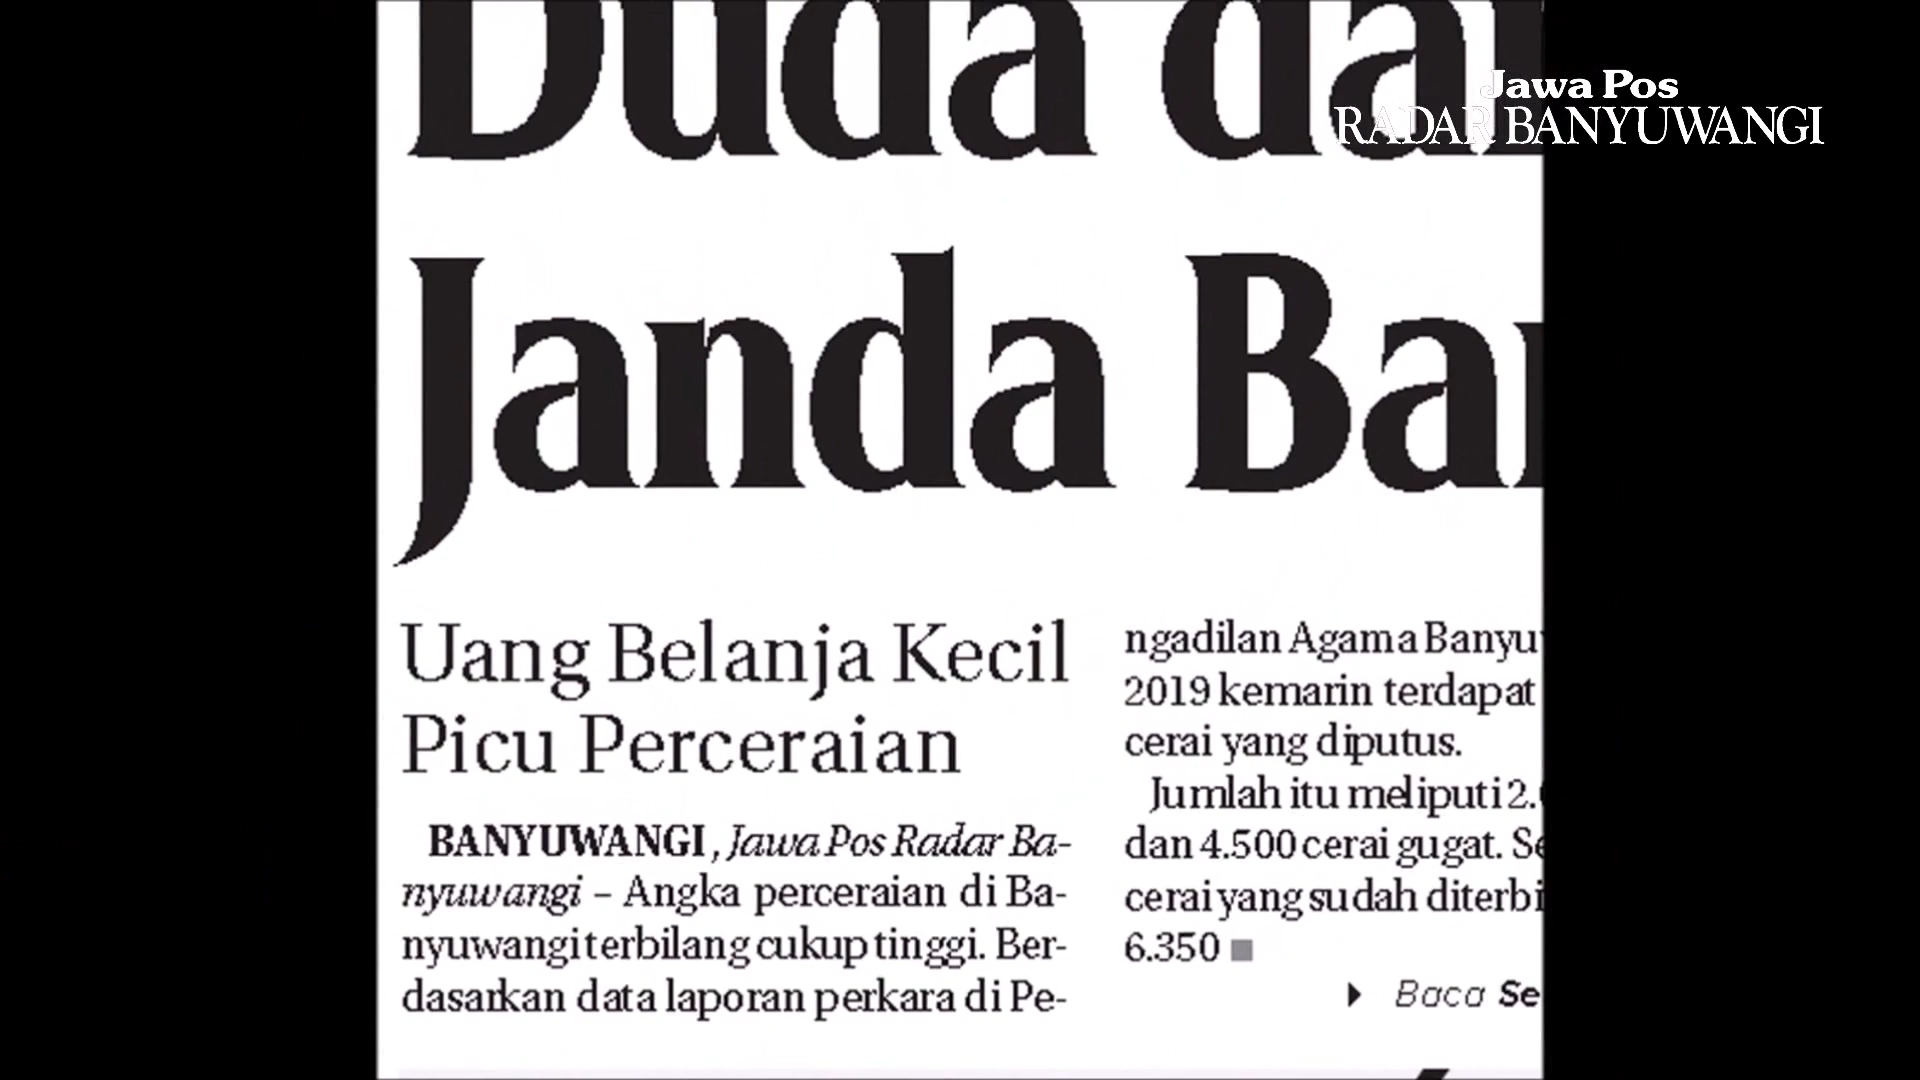 Duda dan
Jawa Pos
RADAR BANYUWANGI
Janda
Uang Belanja Kecil
Picu Perceraian
BANYUWANGI, Jawa Pos Radar Ba-
nyuwangi – Angka perceraian di Ba-
nyuwangi terbilang cukup tinggi. Ber-
dasarkan data laporan perkara di Pe-
ngadilan Agama
2019 kemarin terdapat
cerai yang diputus.
Jumlah itu meliputi
dan 4.500 cerai gugat.
cerai yang sudah
6.350
Baca